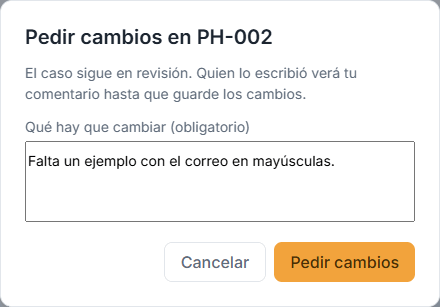 Pedir cambios en PH-002
El caso sigue en revisión. Quien lo escribió verá tu
comentario hasta que guarde los cambios.
Qué hay que cambiar (obligatorio)
Falta un ejemplo con el correo en mayúsculas.
Cancelar
Pedir cambios